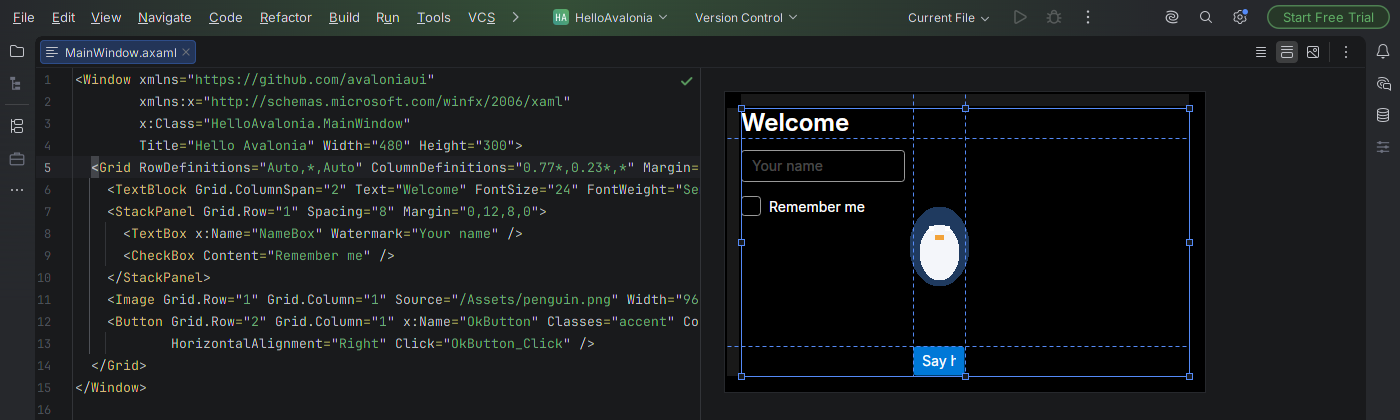 File Edit View Navigate Code Refactor Build Run Tools VCS HA HelloAvalonia Version Control Current File Start Free Trial
MainWindow.axaml
1 <Window xmlns="https://github.com/avaloniaui"
2 xmlns:x="http://schemas.microsoft.com/winfx/2006/xaml"
3 x:Class="HelloAvalonia.MainWindow"
4 Title="Hello Avalonia" Width="480" Height="300">
5 <Grid RowDefinitions="Auto,*,Auto" ColumnDefinitions="0.77*,0.23*,*" Margin=
6 <TextBlock Grid.ColumnSpan="2" Text="Welcome" FontSize="24" FontWeight="Se
7 <StackPanel Grid.Row="1" Spacing="8" Margin="0,12,8,0">
8 <TextBox x:Name="NameBox" Watermark="Your name" />
9 <CheckBox Content="Remember me" />
10 </StackPanel>
11 <Image Grid.Row="1" Grid.Column="1" Source="/Assets/penguin.png" Width="96
12 <Button Grid.Row="2" Grid.Column="1" x:Name="OkButton" Classes="accent" Co
13 HorizontalAlignment="Right" Click="OkButton_Click" />
14 </Grid>
15 </Window>
16
Welcome
Your name
Remember me
Say